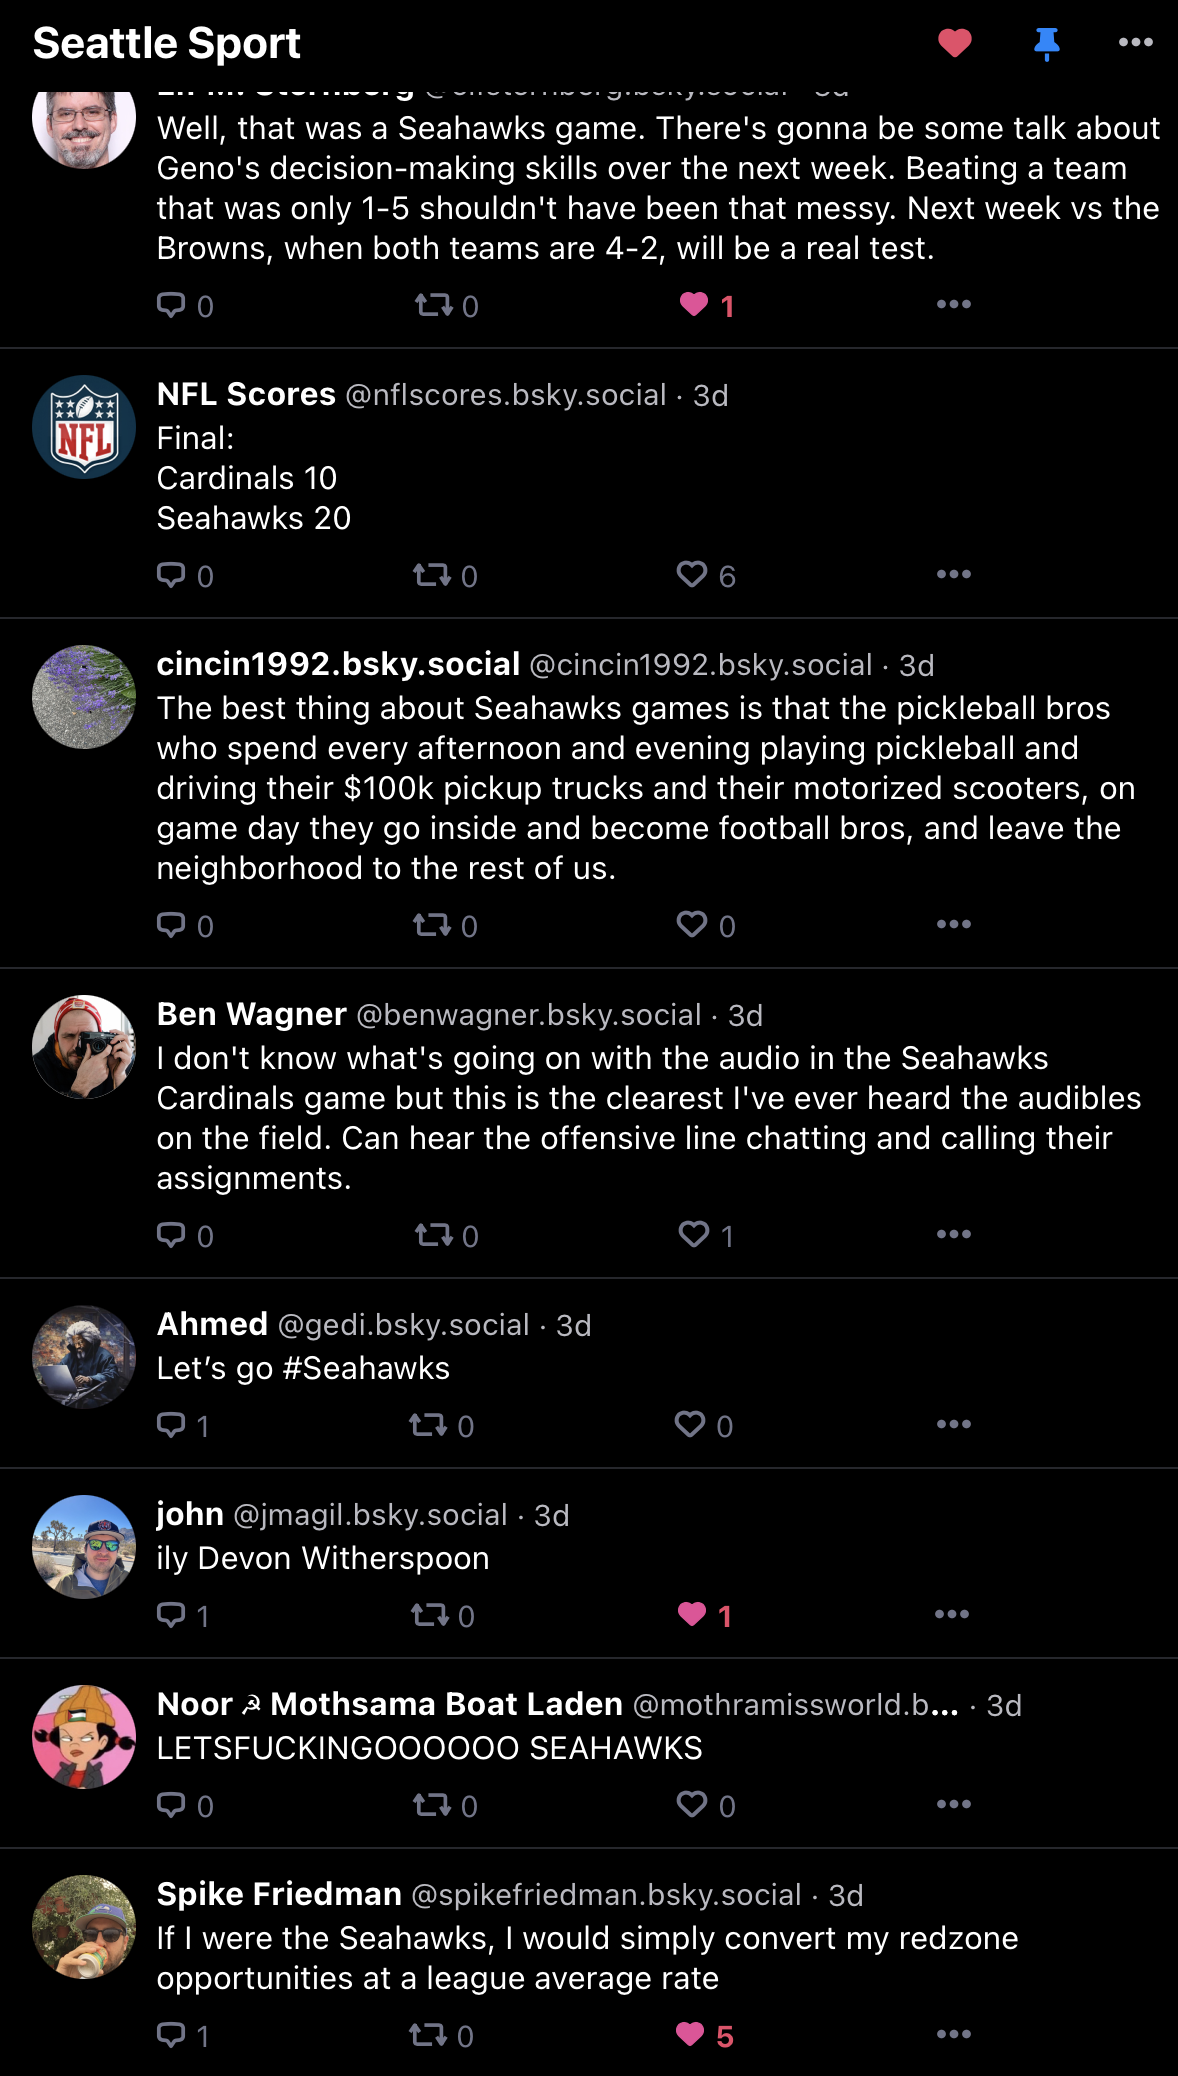 Seattle Sport
Well, that was a Seahawks game. There's gonna be some talk about
Geno's decision-making skills over the next week. Beating a team
that was only 1-5 shouldn't have been that messy. Next week vs the
Browns, when both teams are 4-2, will be a real test.
0 0 1
NFL
NFL Scores @nflscores.bsky.social · 3d
Final:
Cardinals 10
Seahawks 20
0 0 6
cincin1992.bsky.social @cincin1992.bsky.social · 3d
The best thing about Seahawks games is that the pickleball bros
who spend every afternoon and evening playing pickleball and
driving their $100k pickup trucks and their motorized scooters, on
game day they go inside and become football bros, and leave the
neighborhood to the rest of us.
0 0 0
Ben Wagner @benwagner.bsky.social · 3d
I don't know what's going on with the audio in the Seahawks
Cardinals game but this is the clearest I've ever heard the audibles
on the field. Can hear the offensive line chatting and calling their
assignments.
0 0 1
Ahmed @gedi.bsky.social · 3d
Let’s go #Seahawks
1 0 0
john @jmagil.bsky.social · 3d
ily Devon Witherspoon
1 0 1
Noor ☭ Mothsama Boat Laden @mothramissworld.b... · 3d
LETSFUCKINGOOOOOO SEAHAWKS
0 0 0
Spike Friedman @spikefriedman.bsky.social · 3d
If I were the Seahawks, I would simply convert my redzone
opportunities at a league average rate
1 0 5